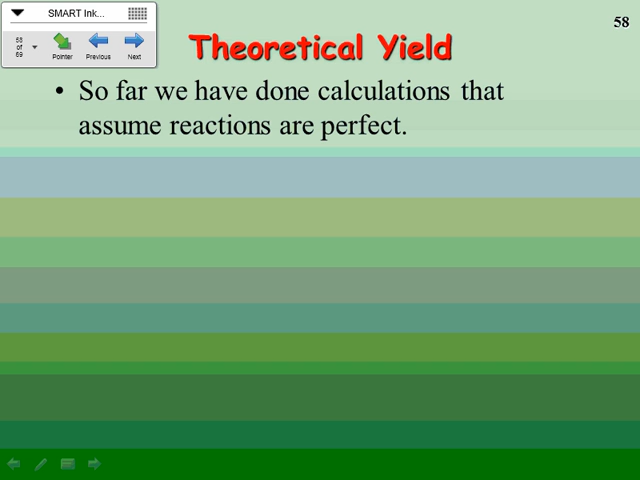 SMART Ink...
58
of
69
Pointer
Previous
Next
58
Theoretical Yield
• So far we have done calculations that
assume reactions are perfect.